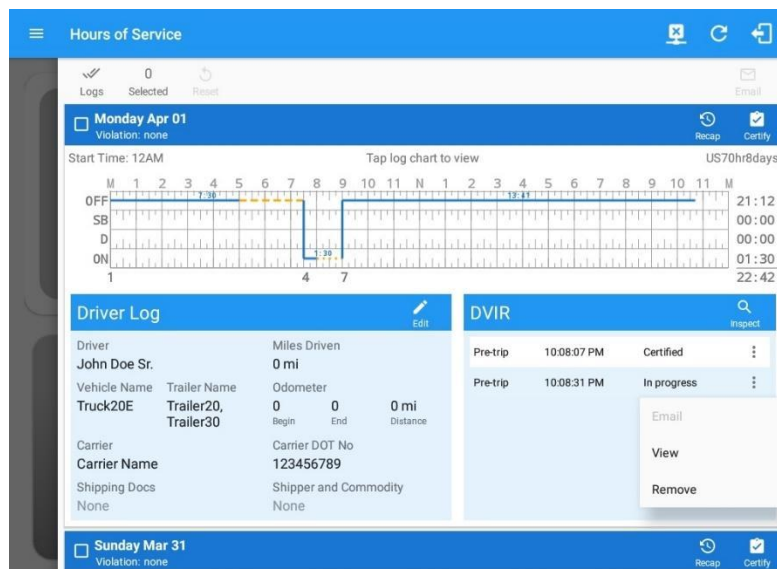 Hours of Service
Logs 0 Selected Reset Email
Monday Apr 01
Violation: none
Recap Certify
Start Time: 12AM Tap log chart to view US70hr8days
M 1 2 3 4 5 6 7 8 9 10 11 N 1 2 3 4 5 6 7 8 9 10 11 M
OFF 7:30 13:41 21:12
SB 00:00
D 00:00
ON 1:30 01:30
1 4 7 22:42
Driver Log Edit
Driver Miles Driven
John Doe Sr. 0 mi
Vehicle Name Trailer Name Odometer
Truck20E Trailer20, 0 0 0 mi
Trailer30 Begin End Distance
Carrier Carrier DOT No
Carrier Name 123456789
Shipping Docs Shipper and Commodity
None None
DVIR Inspect
Pre-trip 10:08:07 PM Certified
Pre-trip 10:08:31 PM In progress
Email
View
Remove
Sunday Mar 31
Violation: none
Recap Certify